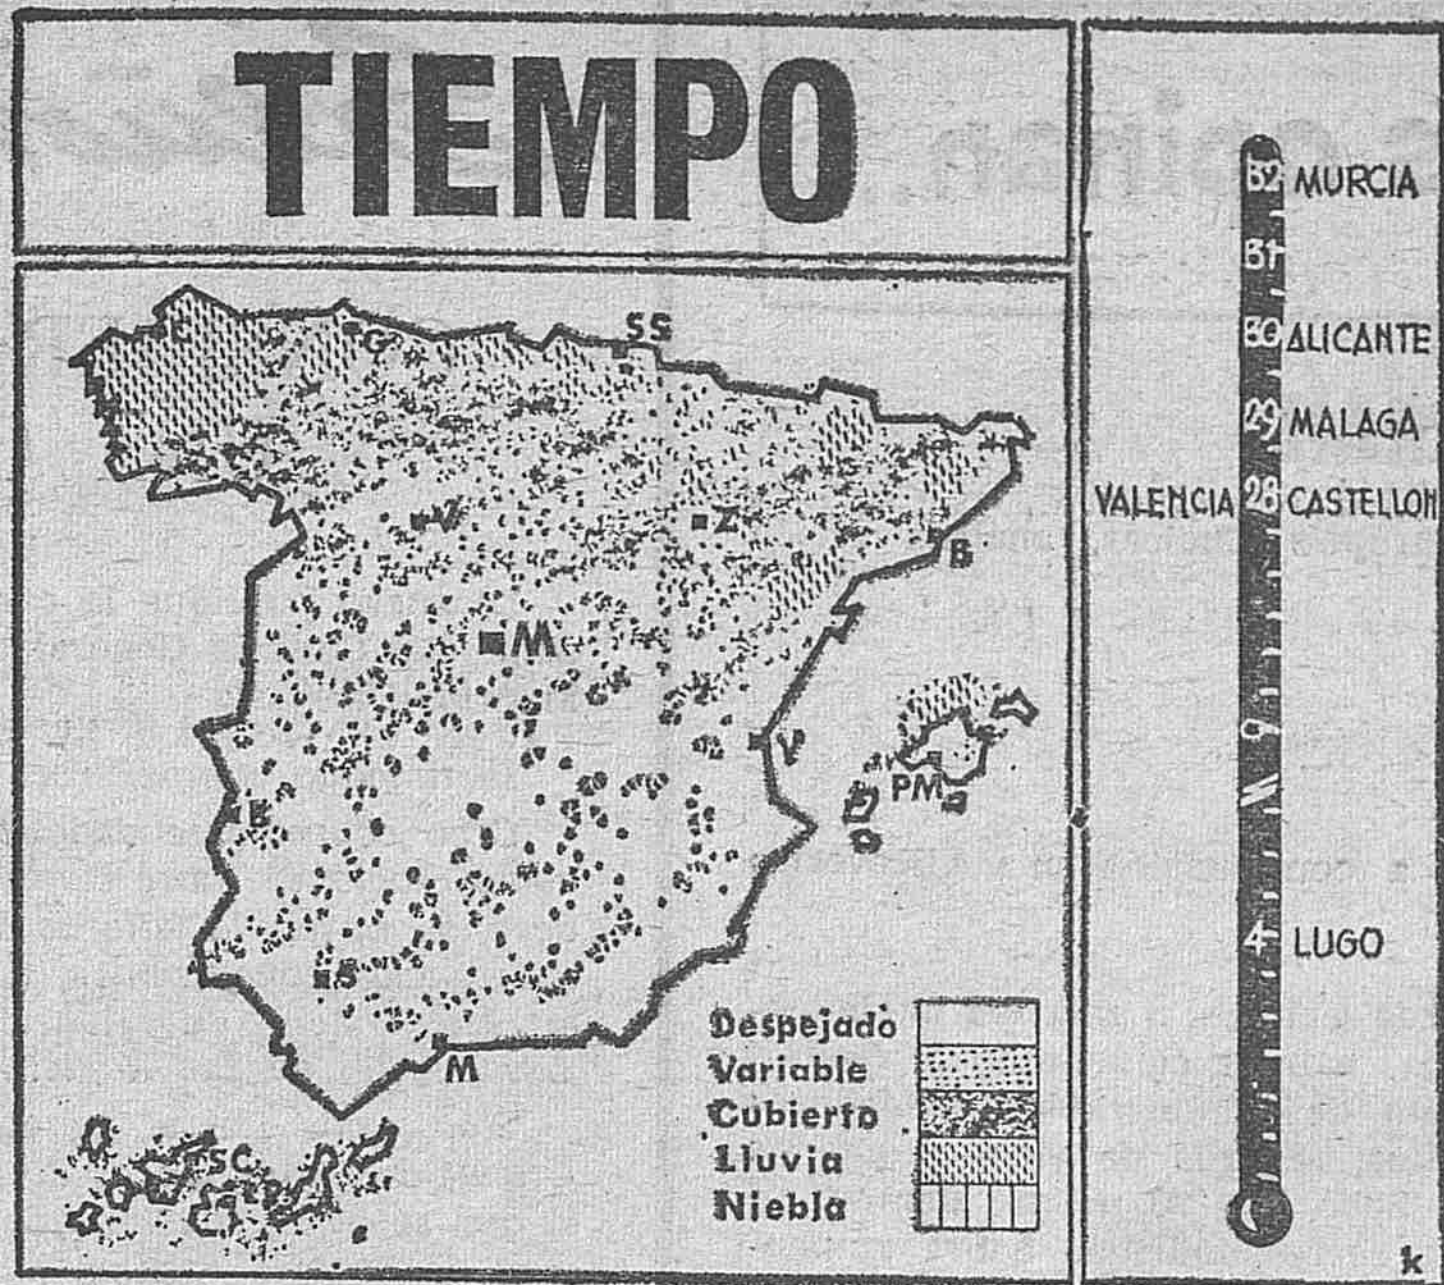 TIEMPO
C
G
SS
V
Z
B
M
V
PM
B
S
M
SC
Despejado
Variable
Cubierto
Lluvia
Niebla
32 MURCIA
31
30 ALICANTE
29 MALAGA
VALENCIA 28 CASTELLON
9
4 LUGO
k